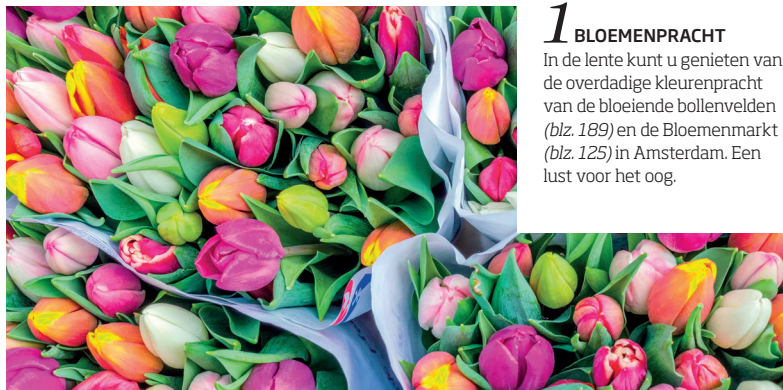 1 BLOEMENPRACHT
In de lente kunt u genieten van
de overdadige kleurenpracht
van de bloeiende bollenvelden
(blz. 189) en de Bloemenmarkt
(blz. 125) in Amsterdam. Een
lust voor het oog.